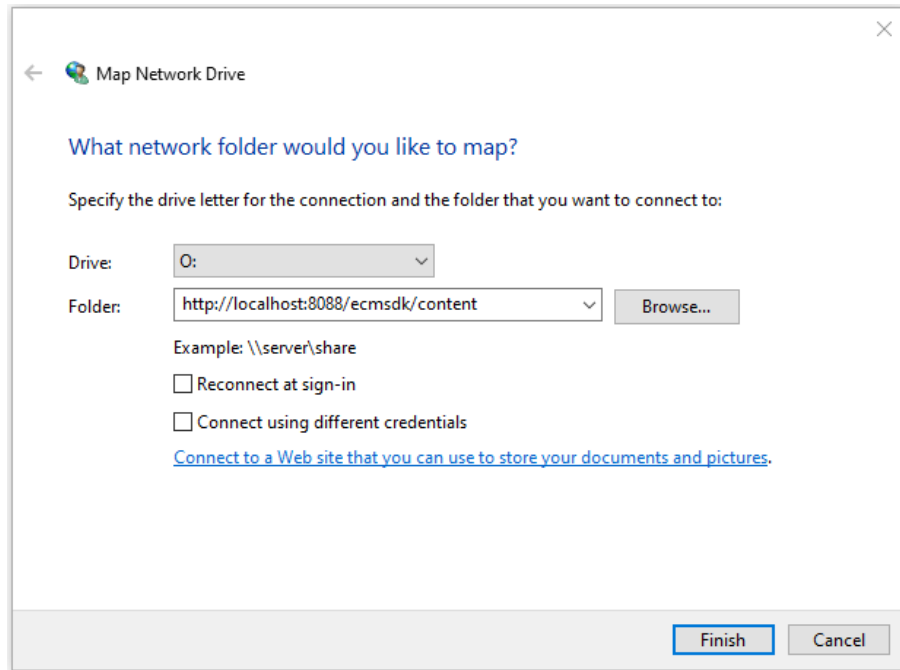 Map Network Drive
What network folder would you like to map?
Specify the drive letter for the connection and the folder that you want to connect to:
Drive: O:
Folder: http://localhost:8088/ecmsdk/content Browse...
Example: \\server\share
Reconnect at sign-in
Connect using different credentials
Connect to a Web site that you can use to store your documents and pictures.
Finish Cancel